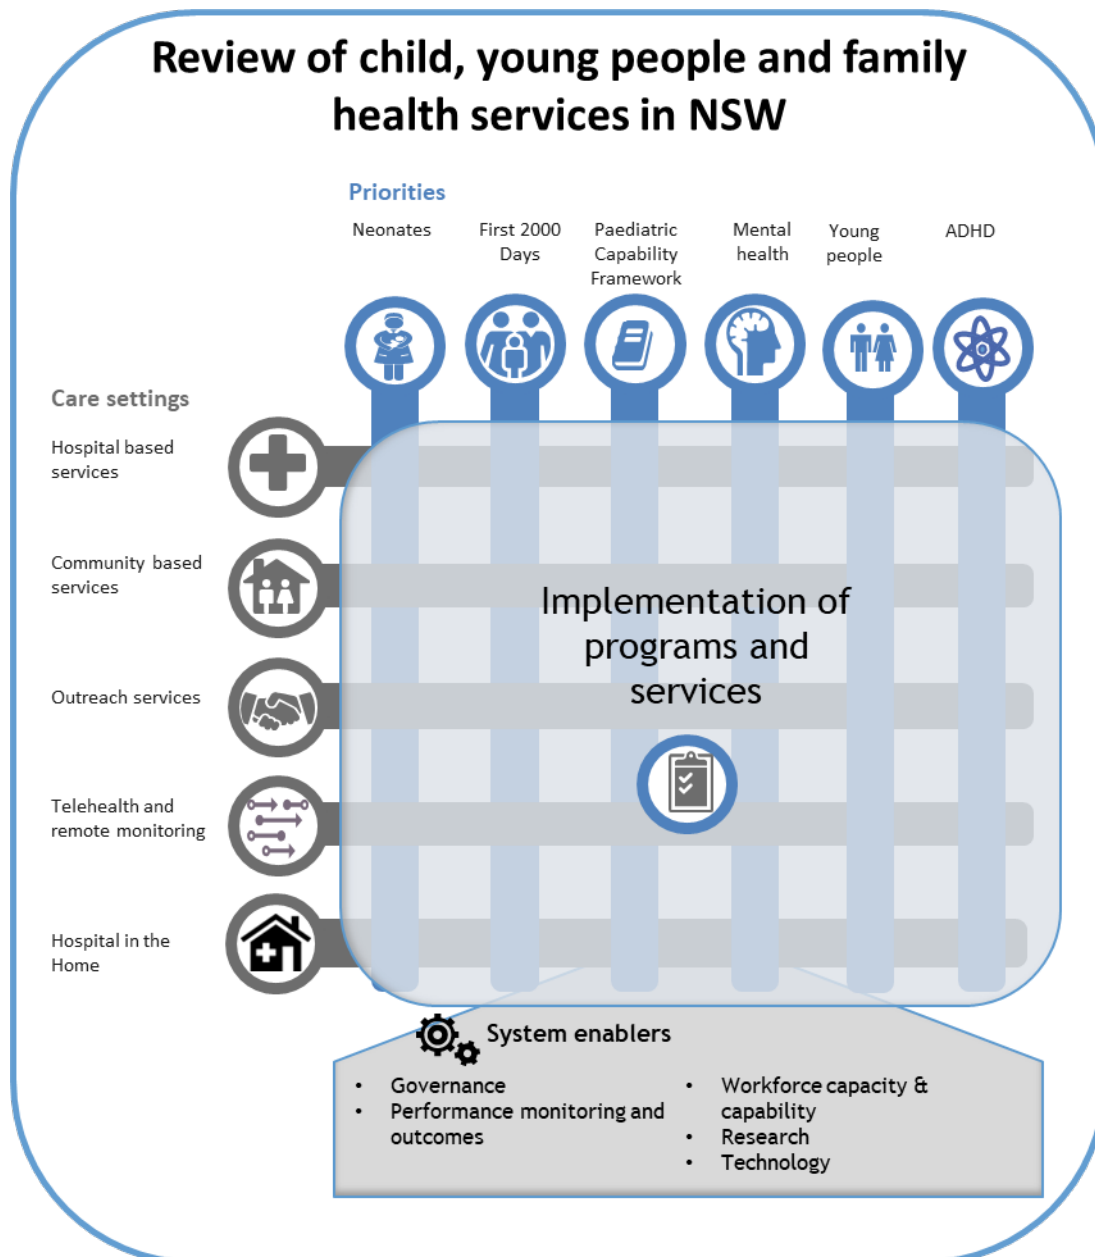 Review of child, young people and family
health services in NSW
Priorities
Neonates
First 2000
Days
Paediatric
Capability
Framework
Mental
health
Young
people
ADHD
Care settings
Hospital based
services
Community based
services
Outreach services
Telehealth and
remote monitoring
Hospital in the
Home
Implementation of
programs and
services
System enablers
• Governance
• Performance monitoring and
outcomes
• Workforce capacity &
capability
• Research
• Technology